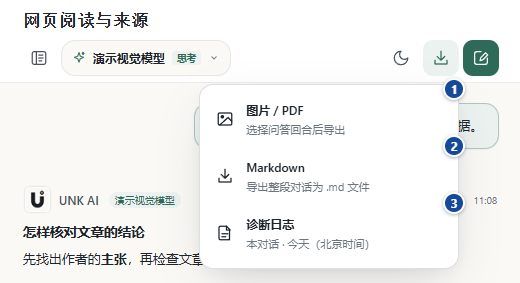 网页阅读与来源
演示视觉模型 思考
1
图片 / PDF
选择问答回合后导出
据。
2
Markdown
导出整段对话为 .md 文件
3
UNK AI 演示视觉模型
11:08
诊断日志
本对话 · 今天（北京时间）
怎样核对文章的结论
先找出作者的主张，再检查文章